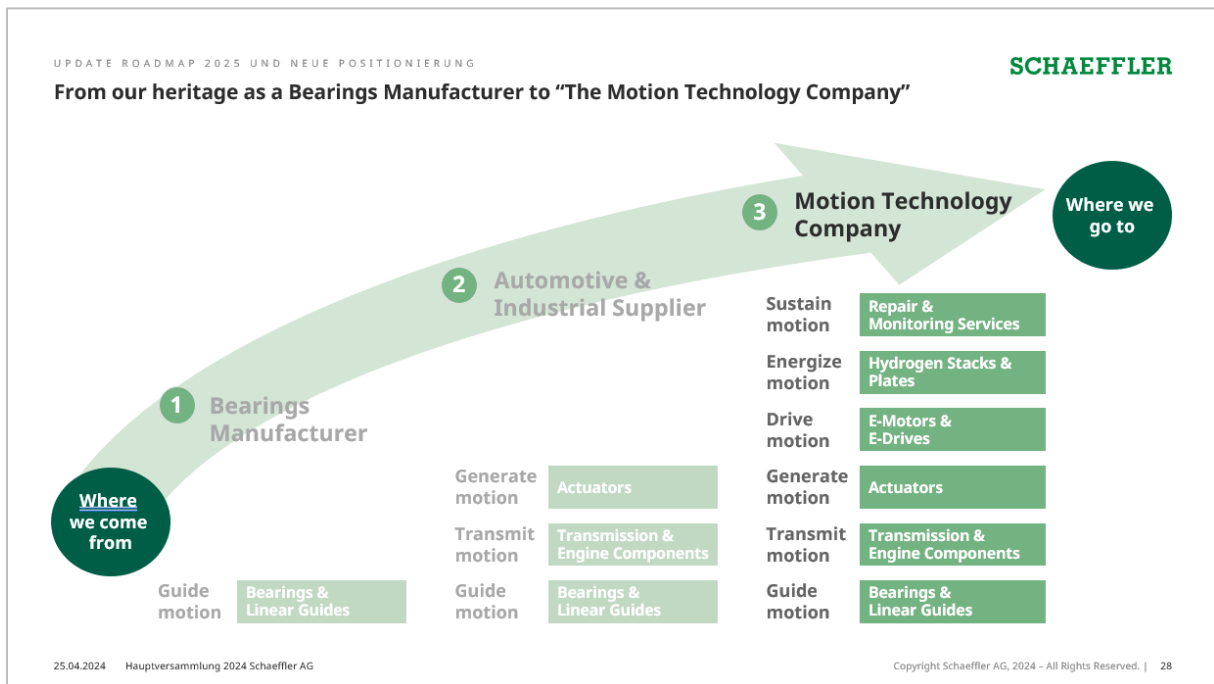 UPDATE ROADMAP 2025 UND NEUE POSITIONIERUNG
SCHAEFFLER
From our heritage as a Bearings Manufacturer to “The Motion Technology Company”
3
Motion Technology
Company
Where we
go to
2
Automotive &
Industrial Supplier
1
Bearings
Manufacturer
Where
we come
from
Sustain
motion
Repair &
Monitoring Services
Energize
motion
Hydrogen Stacks &
Plates
Drive
motion
E-Motors &
E-Drives
Generate
motion
Actuators
Generate
motion
Actuators
Transmit
motion
Transmission &
Engine Components
Transmit
motion
Transmission &
Engine Components
Guide
motion
Bearings &
Linear Guides
Guide
motion
Bearings &
Linear Guides
Guide
motion
Bearings &
Linear Guides
25.04.2024 Hauptversammlung 2024 Schaeffler AG
Copyright Schaeffler AG, 2024 – All Rights Reserved. | 28